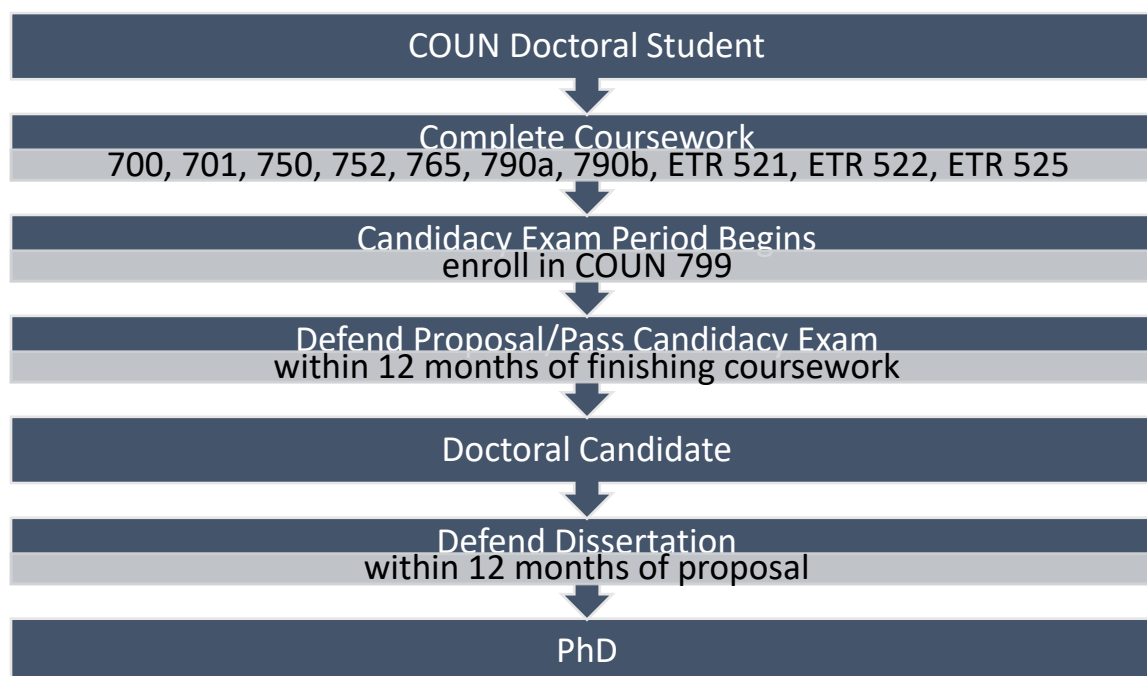 COUN Doctoral Student
Complete Coursework
700, 701, 750, 752, 765, 790a, 790b, ETR 521, ETR 522, ETR 525
Candidacy Exam Period Begins
enroll in COUN 799
Defend Proposal/Pass Candidacy Exam
within 12 months of finishing coursework
Doctoral Candidate
Defend Dissertation
within 12 months of proposal
PhD